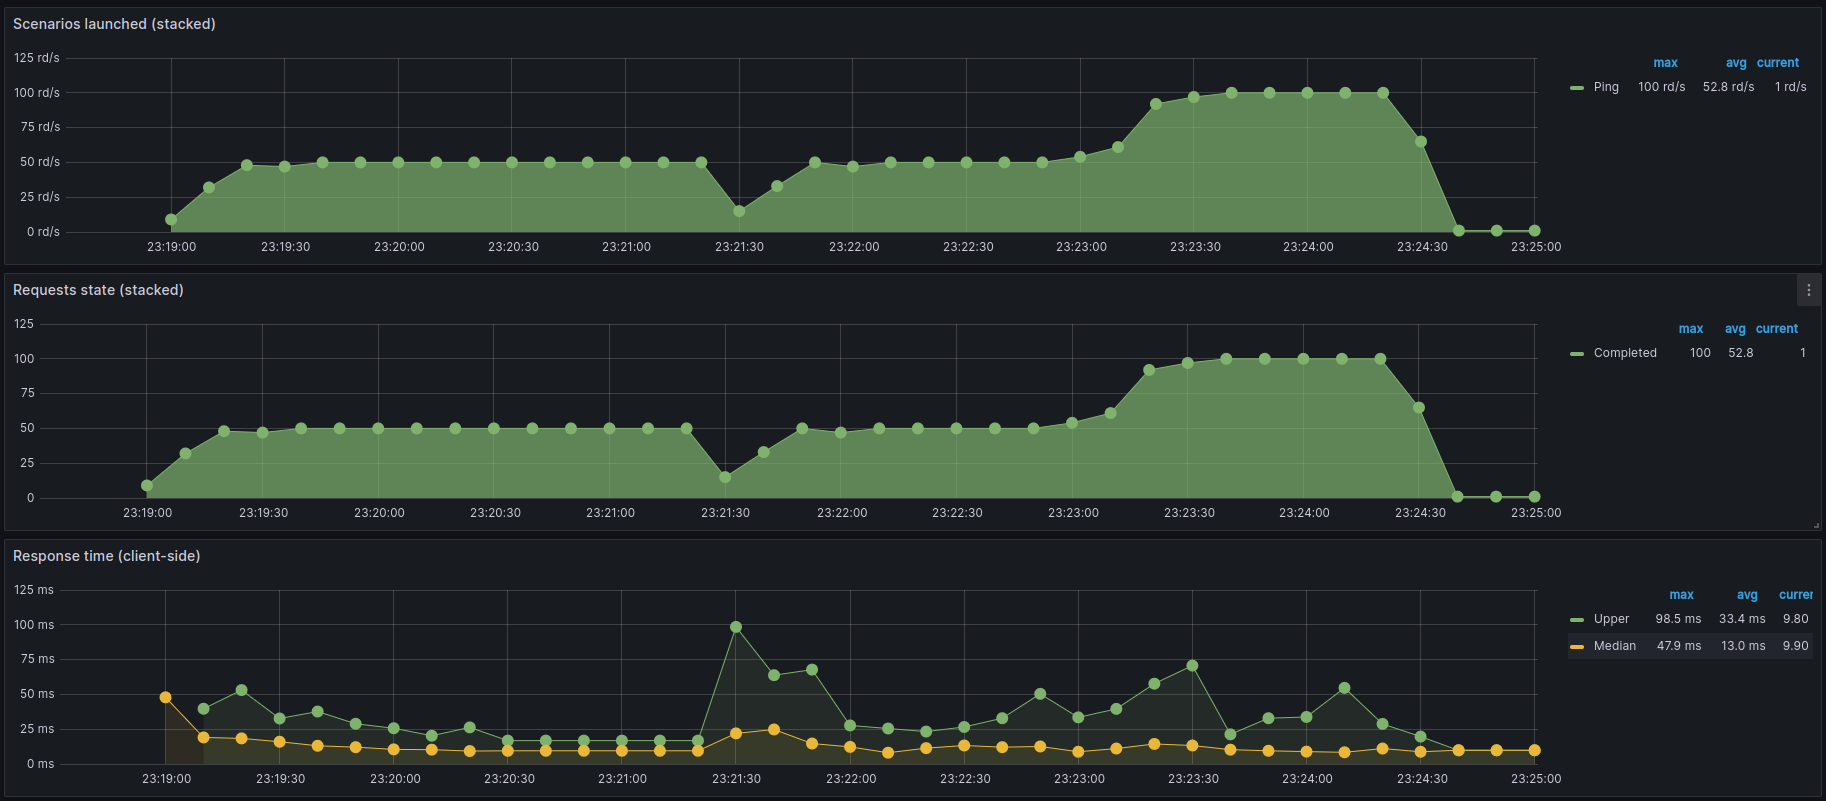 Scenarios launched (stacked)
125 rd/s
100 rd/s
75 rd/s
50 rd/s
25 rd/s
0 rd/s
23:19:00 23:19:30 23:20:00 23:20:30 23:21:00 23:21:30 23:22:00 23:22:30 23:23:00 23:23:30 23:24:00 23:24:30 23:25:00
max avg current
Ping 100 rd/s 52.8 rd/s 1 rd/s
Requests state (stacked)
125
100
75
50
25
0
23:19:00 23:19:30 23:20:00 23:20:30 23:21:00 23:21:30 23:22:00 23:22:30 23:23:00 23:23:30 23:24:00 23:24:30 23:25:00
max avg current
Completed 100 52.8 1
Response time (client-side)
125 ms
100 ms
75 ms
50 ms
25 ms
0 ms
23:19:00 23:19:30 23:20:00 23:20:30 23:21:00 23:21:30 23:22:00 23:22:30 23:23:00 23:23:30 23:24:00 23:24:30 23:25:00
max avg currer
Upper 98.5 ms 33.4 ms 9.80
Median 47.9 ms 13.0 ms 9.90